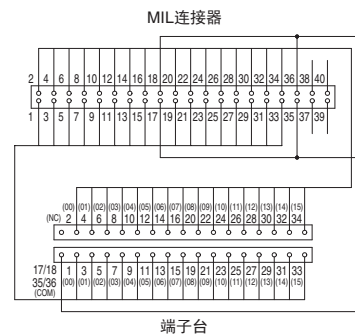 MIL连接器
2 4 6 8 10 12 14 16 18 20 22 24 26 28 30 32 34 36 38 40
1 3 5 7 9 11 13 15 17 19 21 23 25 27 29 31 33 35 37 39
(00) (01) (02) (03) (04) (05) (06) (07) (08) (09) (10) (11) (12) (13) (14) (15)
(NC) 2 4 6 8 10 12 14 16 20 22 24 26 28 30 32 34
17/18 1 3 5 7 9 11 13 15 19 21 23 25 27 29 31 33
35/36 (00) (01) (02) (03) (04) (05) (06) (07) (08) (09) (10) (11) (12) (13) (14) (15)
(COM)
端子台